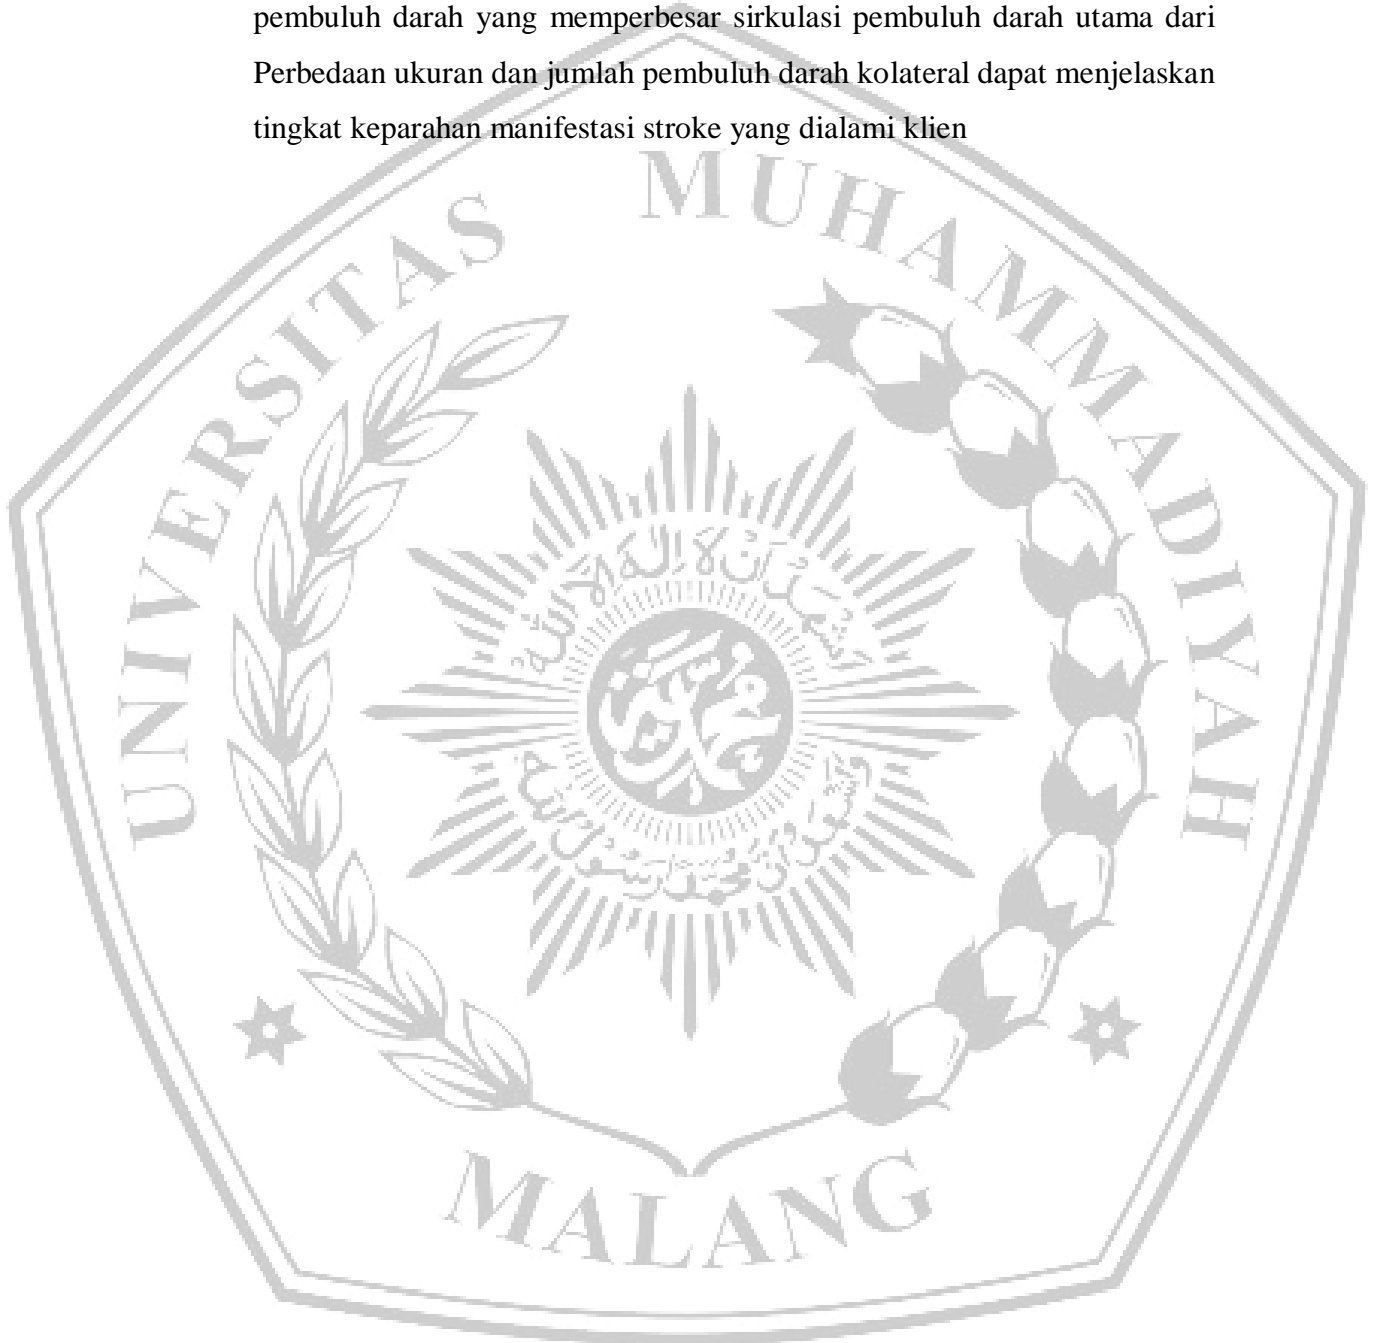 pembuluh darah yang memperbesar sirkulasi pembuluh darah utama dari
Perbedaan ukuran dan jumlah pembuluh darah kolateral dapat menjelaskan
tingkat keparahan manifestasi stroke yang dialami klien
UNIVERSITAS MUHAMMADIYAH
MALANG